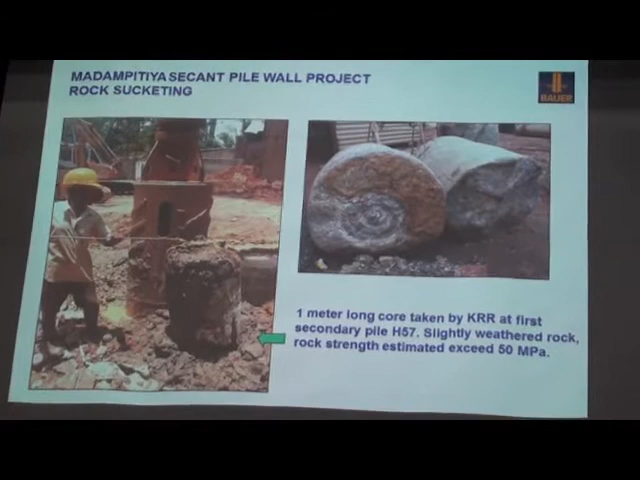 MADAMPITIYA SECANT PILE WALL PROJECT
ROCK SUCKETING
BAUER
1 meter long core taken by KRR at first
secondary pile H57. Slightly weathered rock,
rock strength estimated exceed 50 MPa.